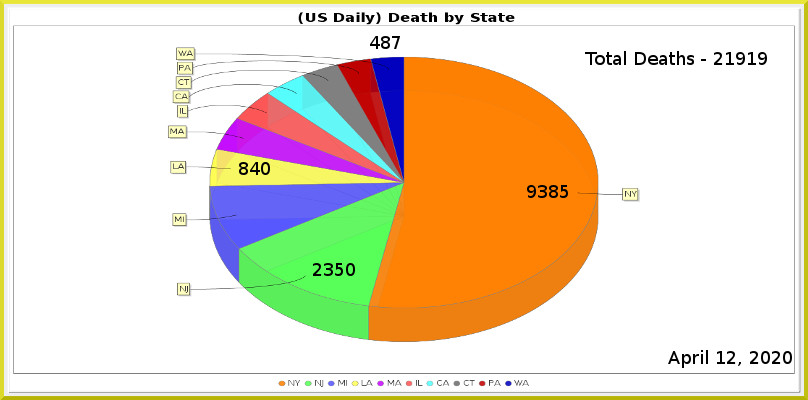 (US Daily) Death by State
487
Total Deaths - 21919
WA
PA
CT
CA
IL
MA
LA
840
9385
NY
MI
2350
NJ
April 12, 2020
NY NJ MI LA MA IL CA CT PA WA